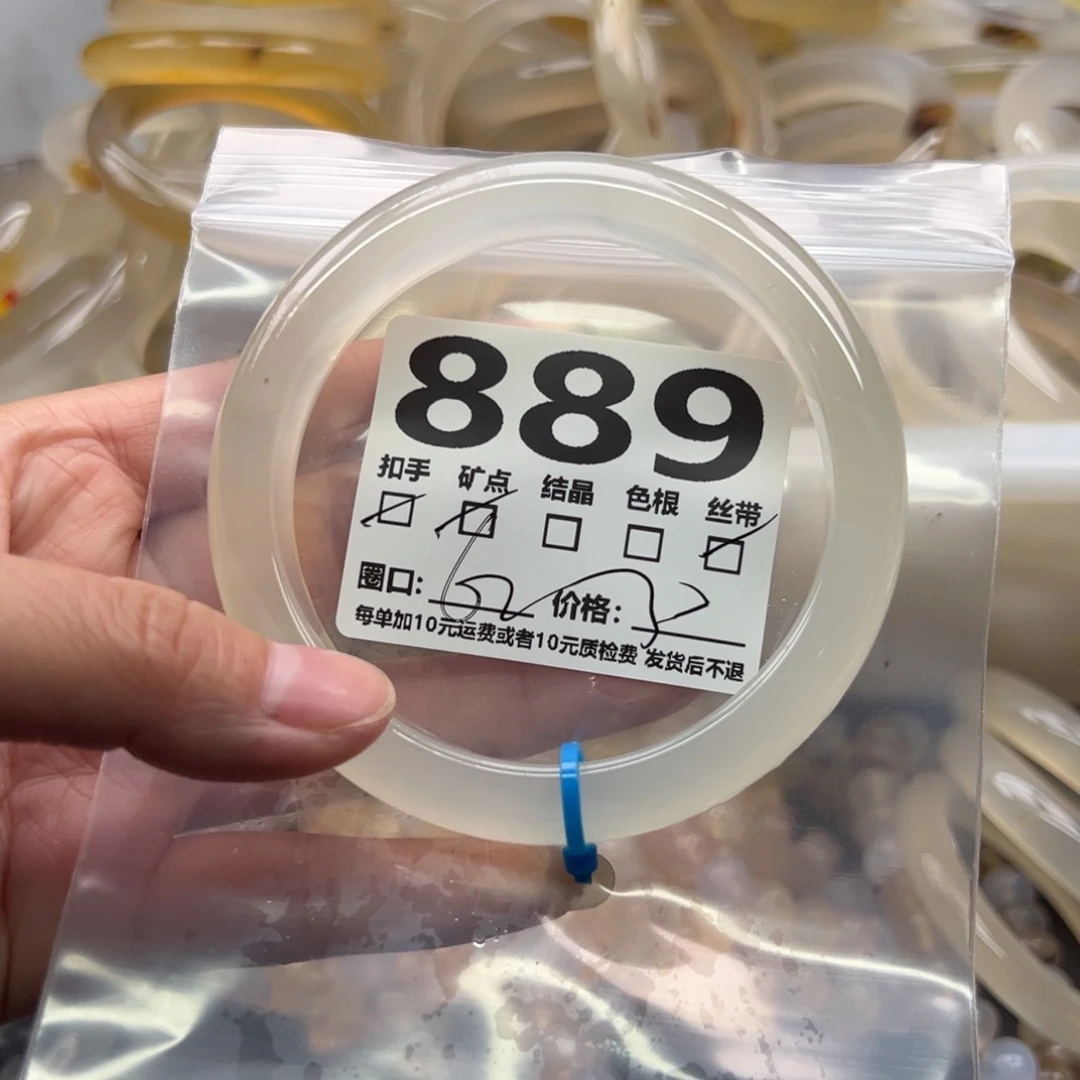 889
扣手 矿点 结晶 色根 丝带
圈口: 62 价格:
每单加10元运费或者10元质检费 发货后不退